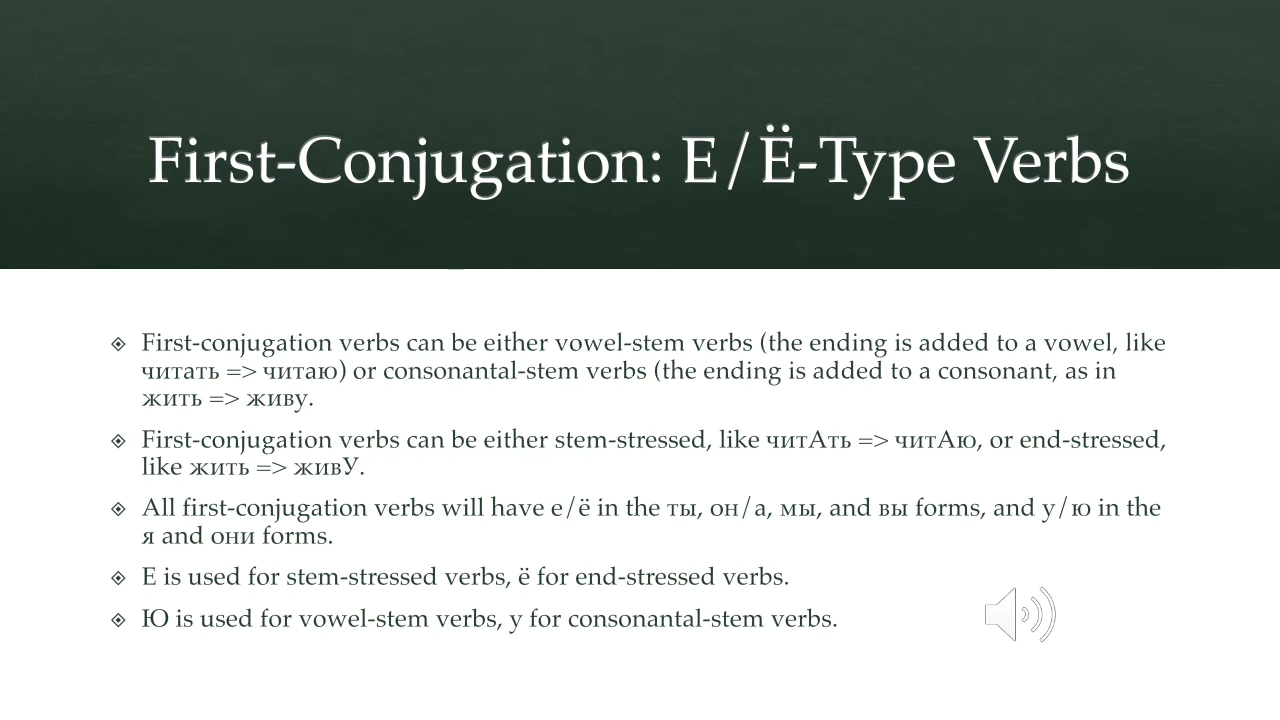 First-Conjugation: Е/Ё-Type Verbs
First-conjugation verbs can be either vowel-stem verbs (the ending is added to a vowel, like
читать => читаю) or consonantal-stem verbs (the ending is added to a consonant, as in
жить => живу.
First-conjugation verbs can be either stem-stressed, like читАть => читАю, or end-stressed,
like жить => живУ.
All first-conjugation verbs will have е/ё in the ты, он/а, мы, and вы forms, and у/ю in the
я and они forms.
Е is used for stem-stressed verbs, ё for end-stressed verbs.
Ю is used for vowel-stem verbs, у for consonantal-stem verbs.